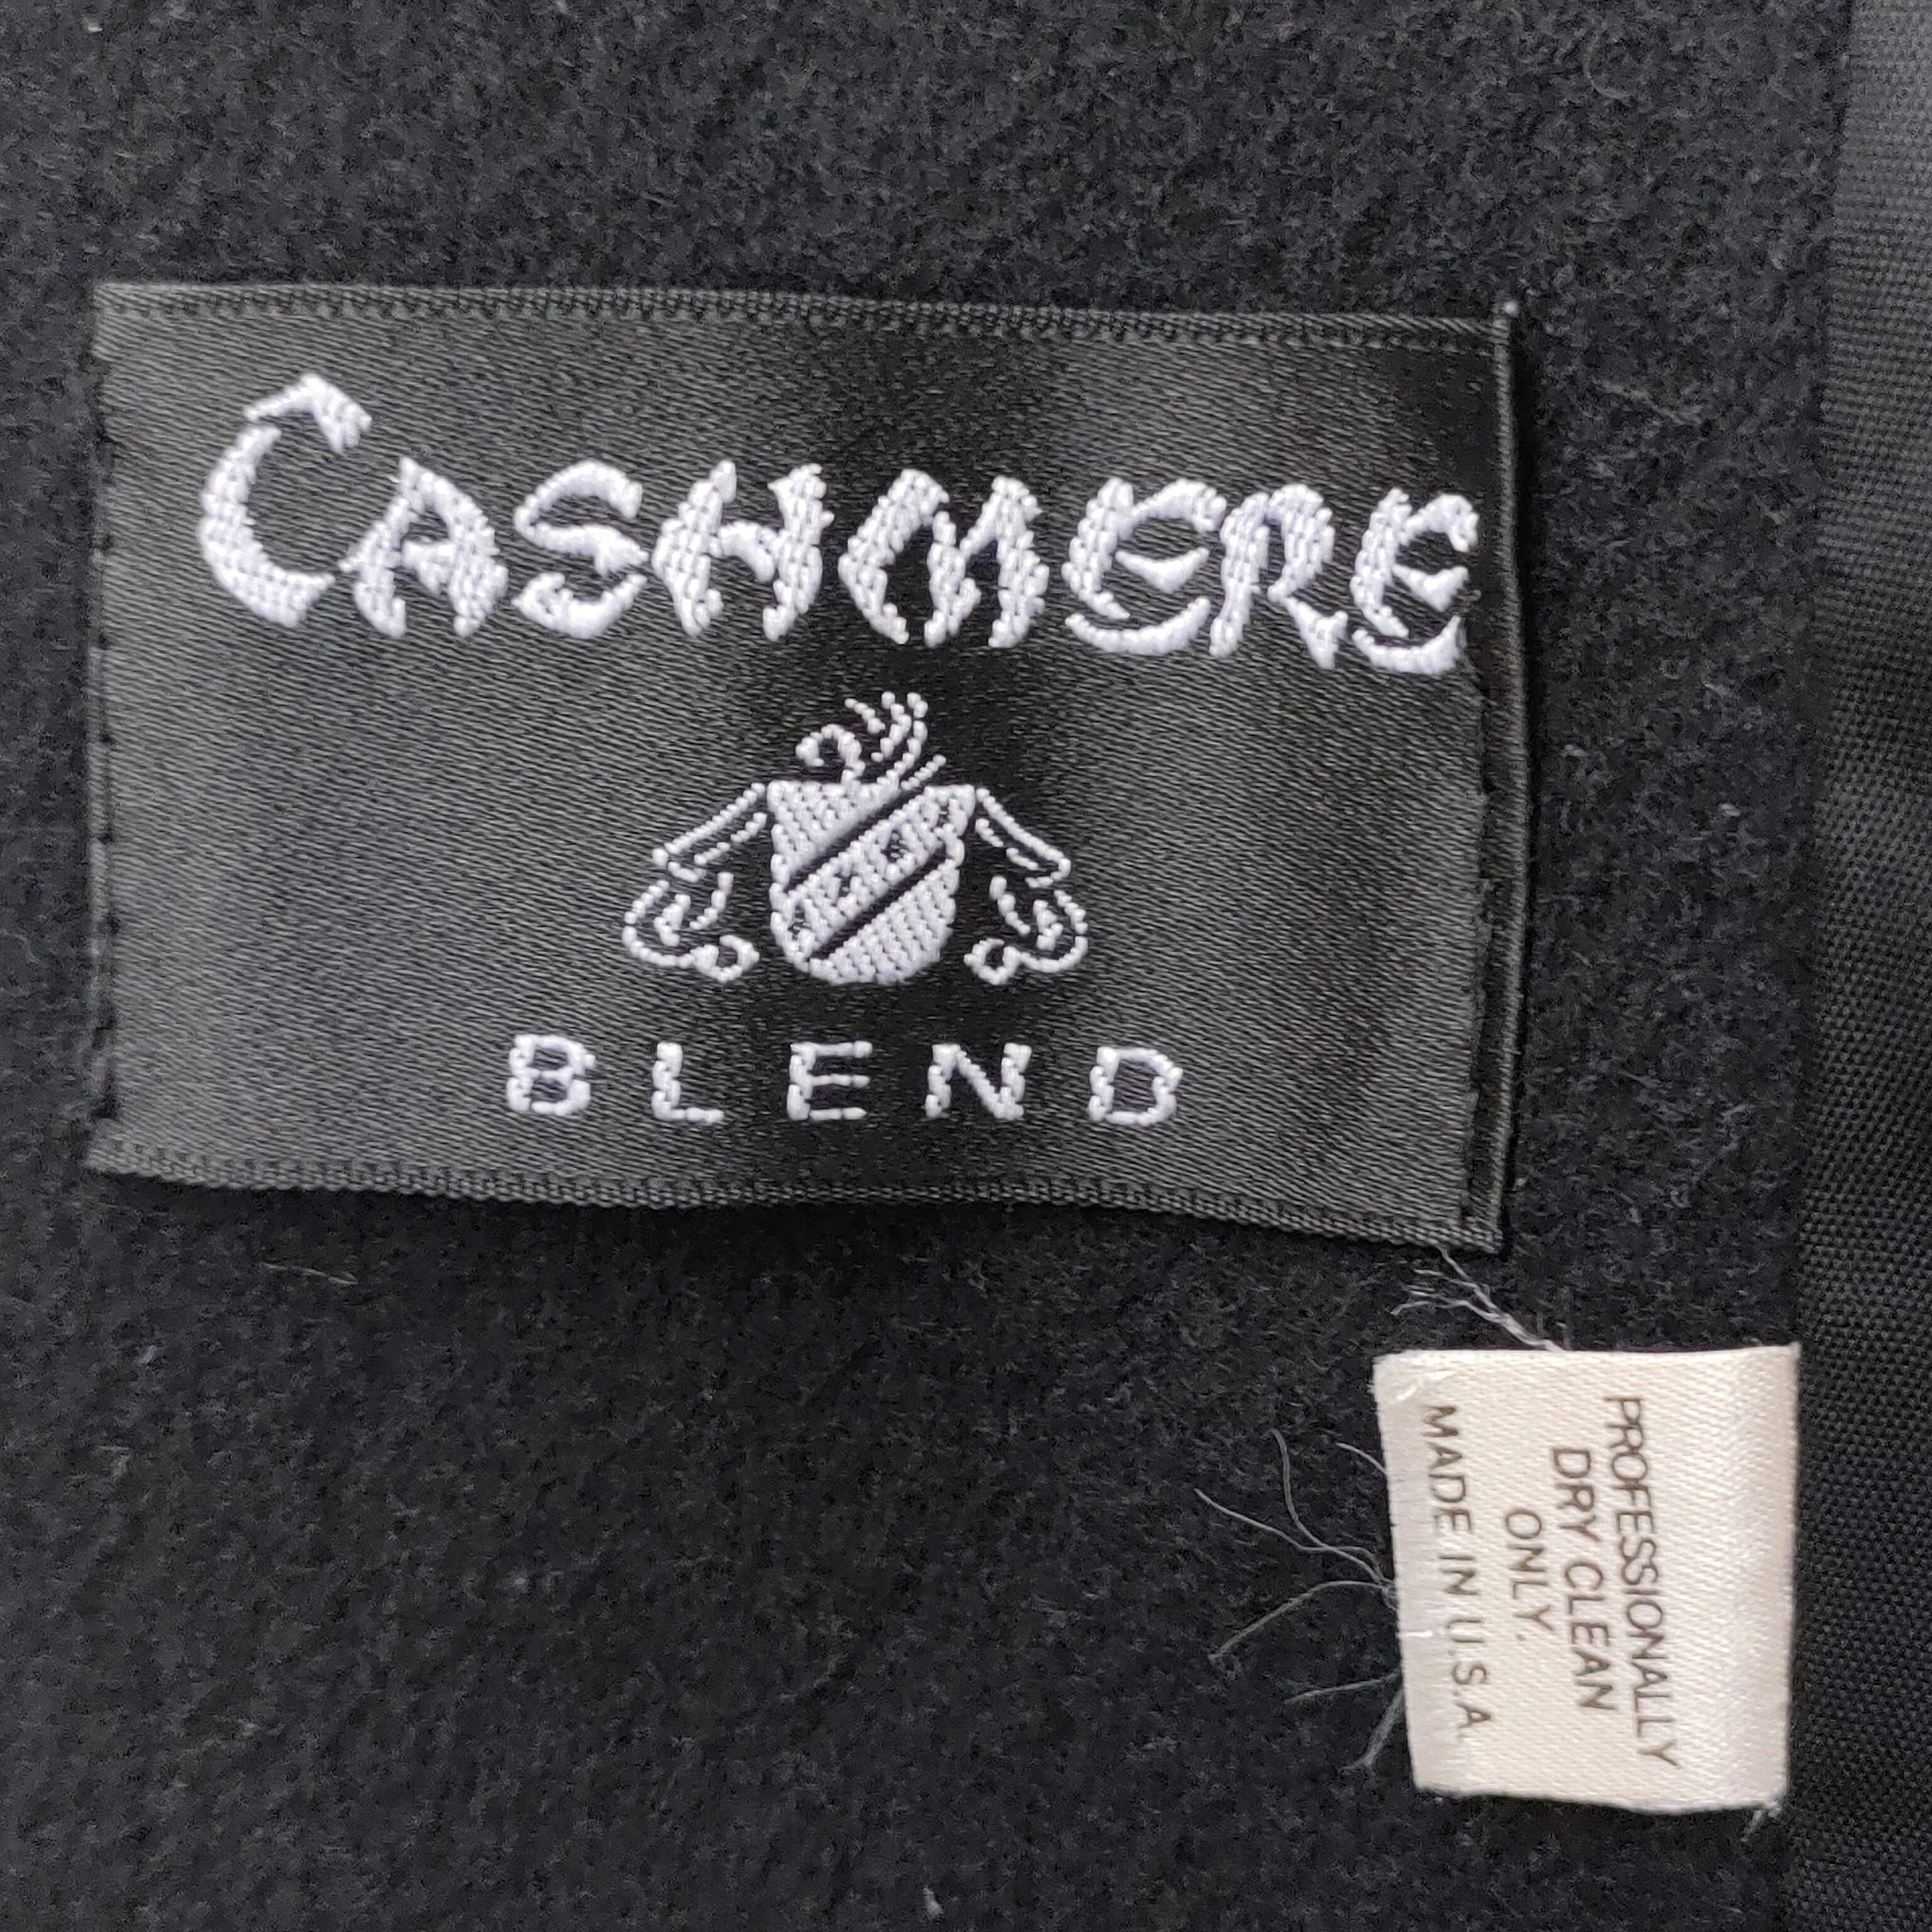 CASHMERE
BLEND
PROFESSIONALLY
DRY CLEAN
ONLY.
MADE IN U.S.A.